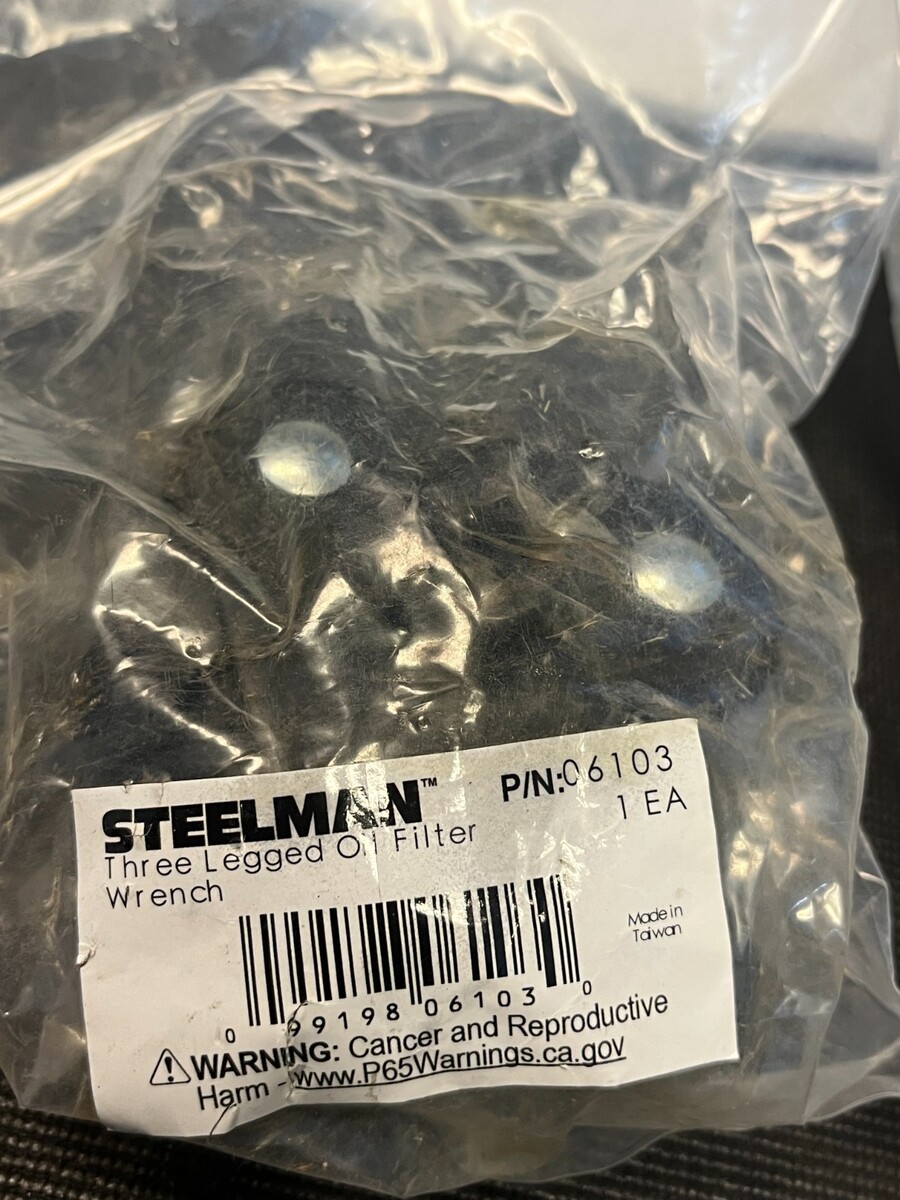 STEELMAN™
P/N:06103
1 EA
Three Legged Oil Filter
Wrench
Made in
Taiwan
0 99198 06103 0
⚠WARNING: Cancer and Reproductive
Harm - www.P65Warnings.ca.gov